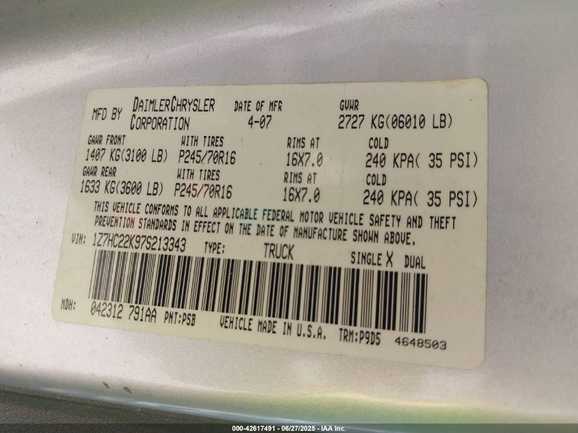 MFD BY DAIMLERCHRYSLER CORPORATION DATE OF MFR 4-07 GVWR 2727 KG(06010 LB)
GAWR FRONT WITH TIRES RIMS AT COLD
1407 KG(3100 LB) P245/70R16 16X7.0 240 KPA( 35 PSI)
GAWR REAR WITH TIRES RIMS AT COLD
1633 KG(3600 LB) P245/70R16 16X7.0 240 KPA( 35 PSI)
THIS VEHICLE CONFORMS TO ALL APPLICABLE FEDERAL MOTOR VEHICLE SAFETY AND THEFT
PREVENTION STANDARDS IN EFFECT ON THE DATE OF MANUFACTURE SHOWN ABOVE.
VIN: 1Z7HC22K97S213343 TYPE: TRUCK SINGLE X DUAL
MDH: 042312 791AA PNT:PSB VEHICLE MADE IN U.S.A. TRM:P9D5 4648503
000-42617491 - 06/27/2025 - IAA Inc.